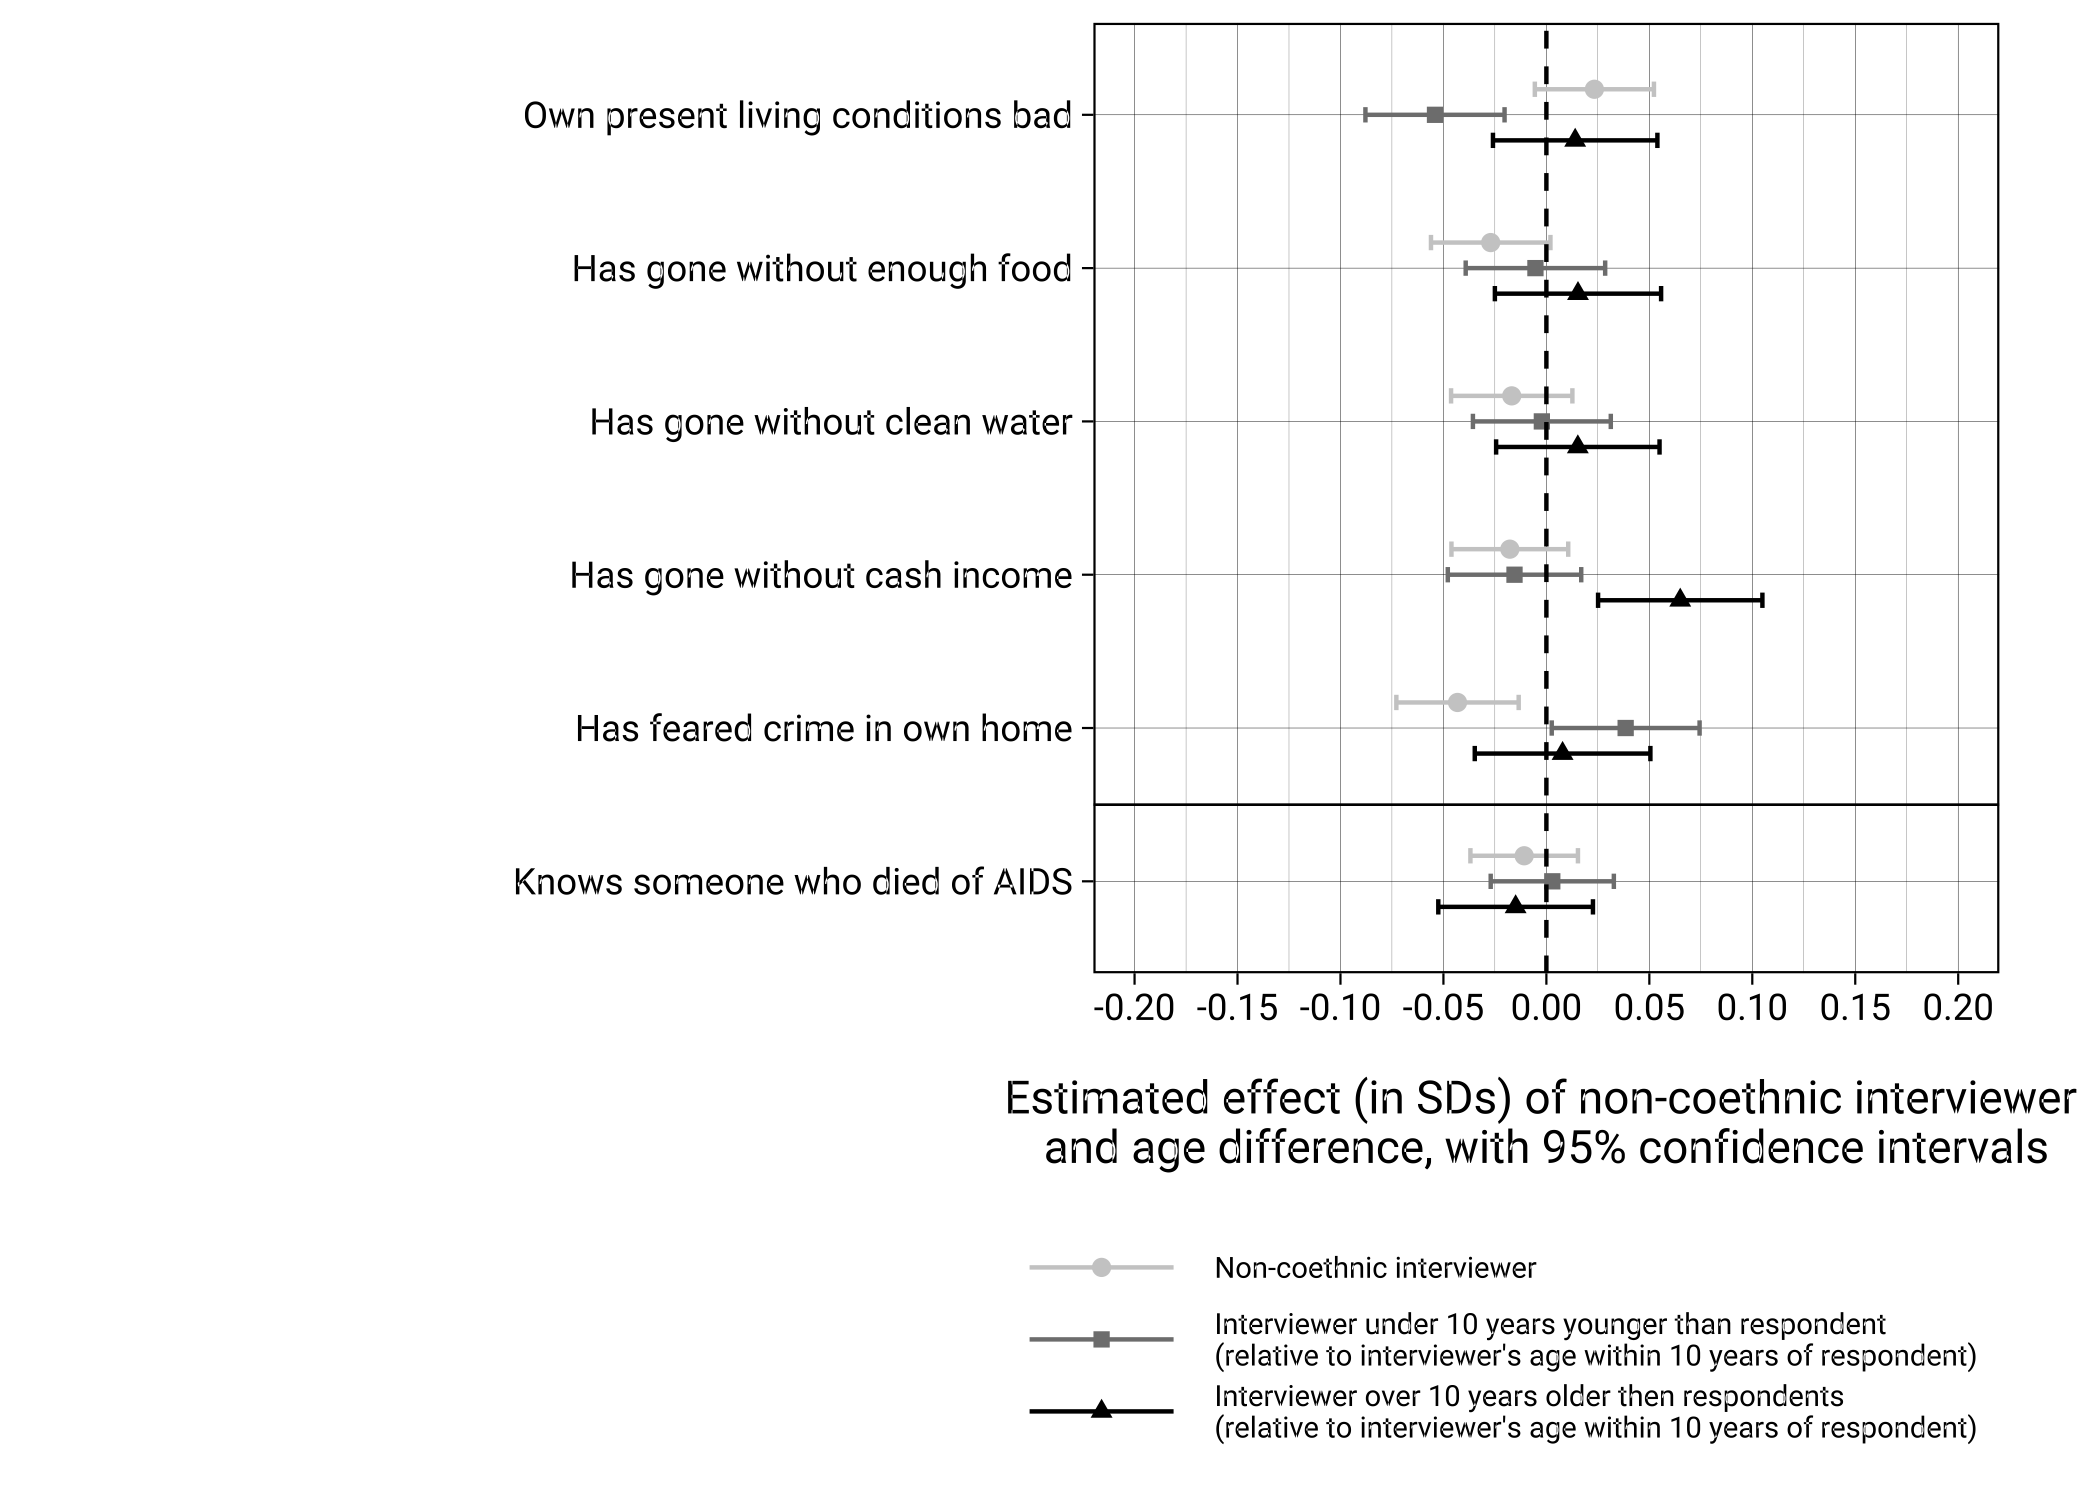 Own present living conditions bad
Has gone without enough food
Has gone without clean water
Has gone without cash income
Has feared crime in own home
Knows someone who died of AIDS
-0.20 -0.15 -0.10 -0.05 0.00 0.05 0.10 0.15 0.20
Estimated effect (in SDs) of non-coethnic interviewer
and age difference, with 95% confidence intervals
Non-coethnic interviewer
Interviewer under 10 years younger than respondent
(relative to interviewer's age within 10 years of respondent)
Interviewer over 10 years older then respondents
(relative to interviewer's age within 10 years of respondent)